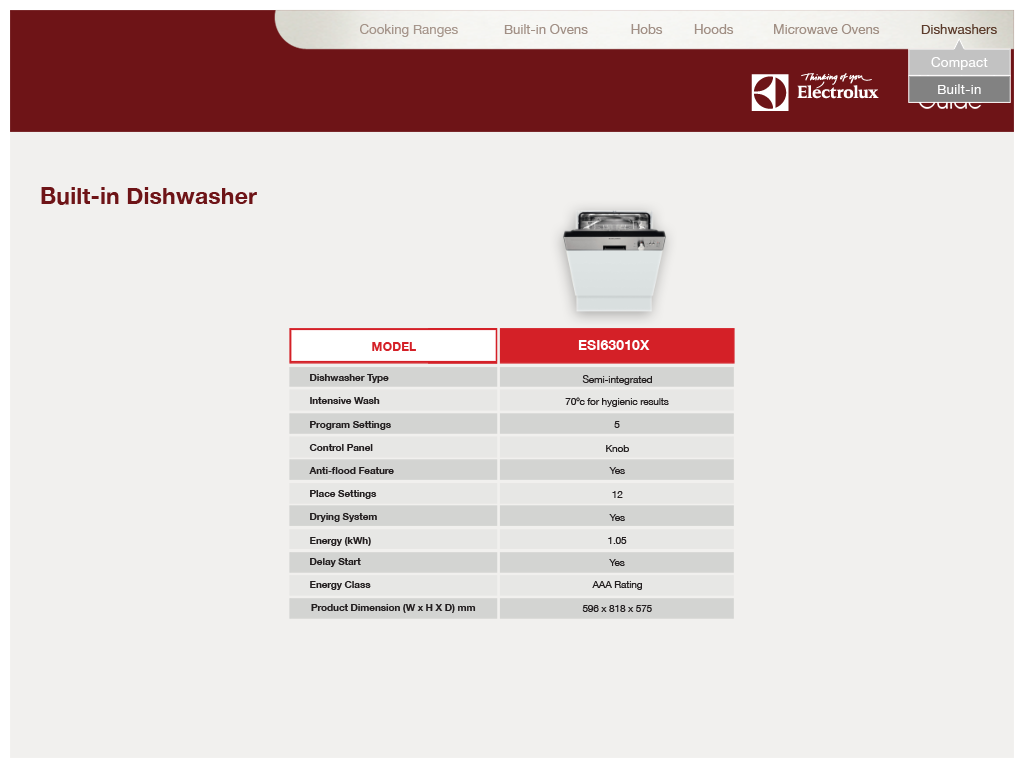 Cooking Ranges Built-in Ovens Hobs Hoods Microwave Ovens Dishwashers
Compact
Built-in
Thinking of you
Electrolux
Guide
Built-in Dishwasher
MODEL ESI63010X
Dishwasher Type Semi-integrated
Intensive Wash 70ºc for hygienic results
Program Settings 5
Control Panel Knob
Anti-flood Feature Yes
Place Settings 12
Drying System Yes
Energy (kWh) 1.05
Delay Start Yes
Energy Class AAA Rating
Product Dimension (W x H X D) mm 596 x 818 x 575